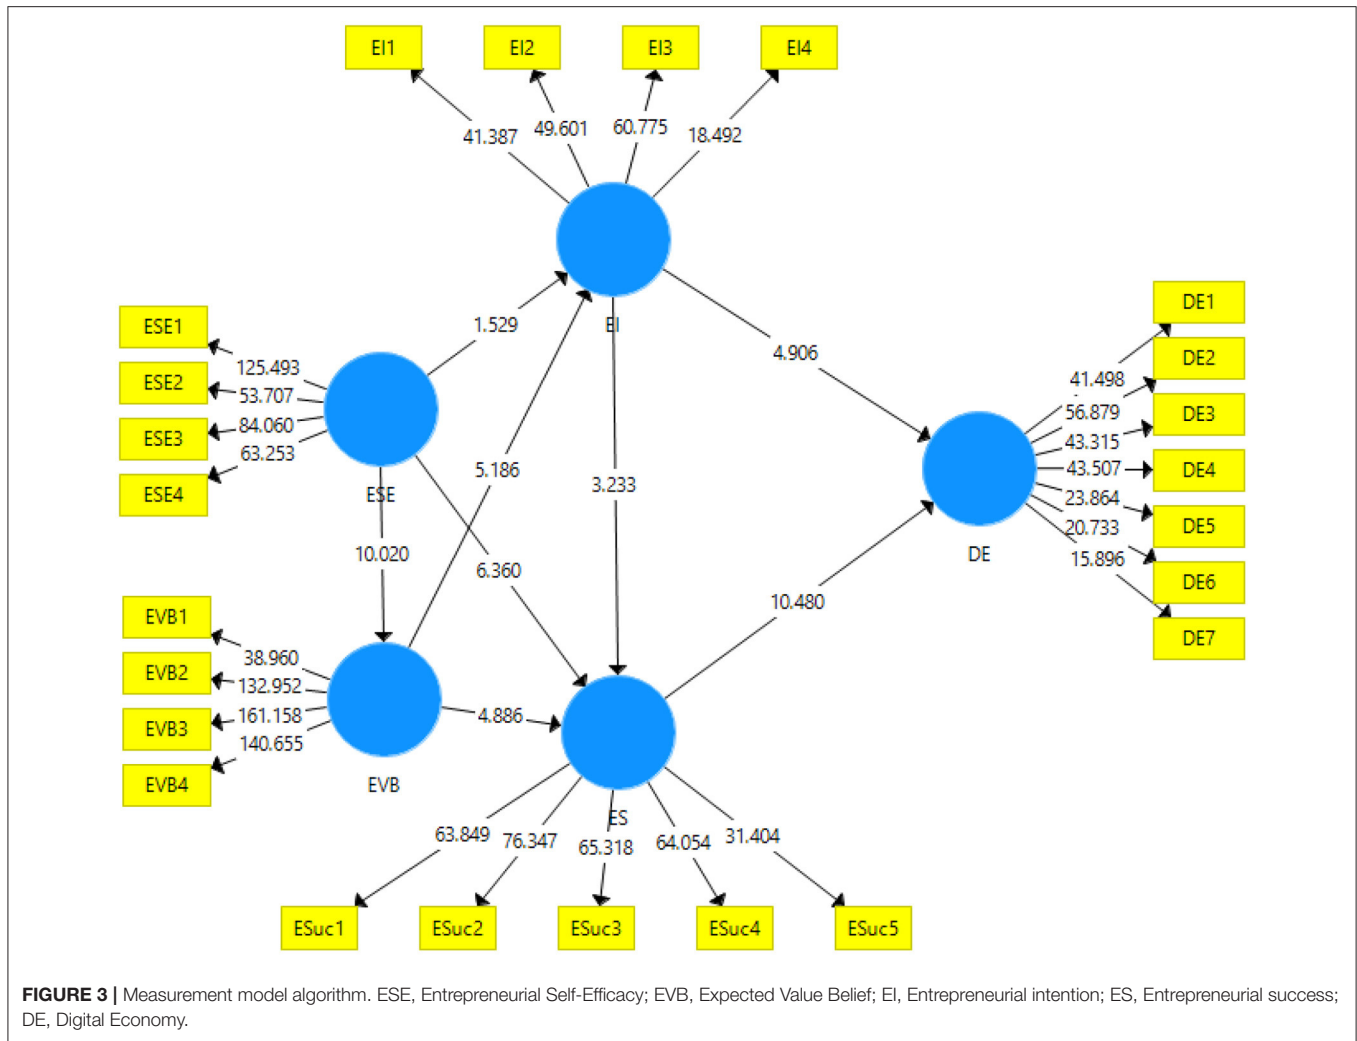 EI1
EI2
EI3
EI4
41.387
49.601
60.775
18.492
EI
ESE1
ESE2
ESE3
ESE4
125.493
53.707
84.060
63.253
ESE
1.529
5.186
4.906
3.233
10.020
6.360
10.480
4.886
DE1
DE2
DE3
DE4
DE5
DE6
DE7
41.498
56.879
43.315
43.507
23.864
20.733
15.896
DE
EVB1
EVB2
EVB3
EVB4
38.960
132.952
161.158
140.655
EVB
ES
63.849
76.347
65.318
64.054
31.404
ESuc1
ESuc2
ESuc3
ESuc4
ESuc5
FIGURE 3 | Measurement model algorithm. ESE, Entrepreneurial Self-Efficacy; EVB, Expected Value Belief; EI, Entrepreneurial intention; ES, Entrepreneurial success;
DE, Digital Economy.